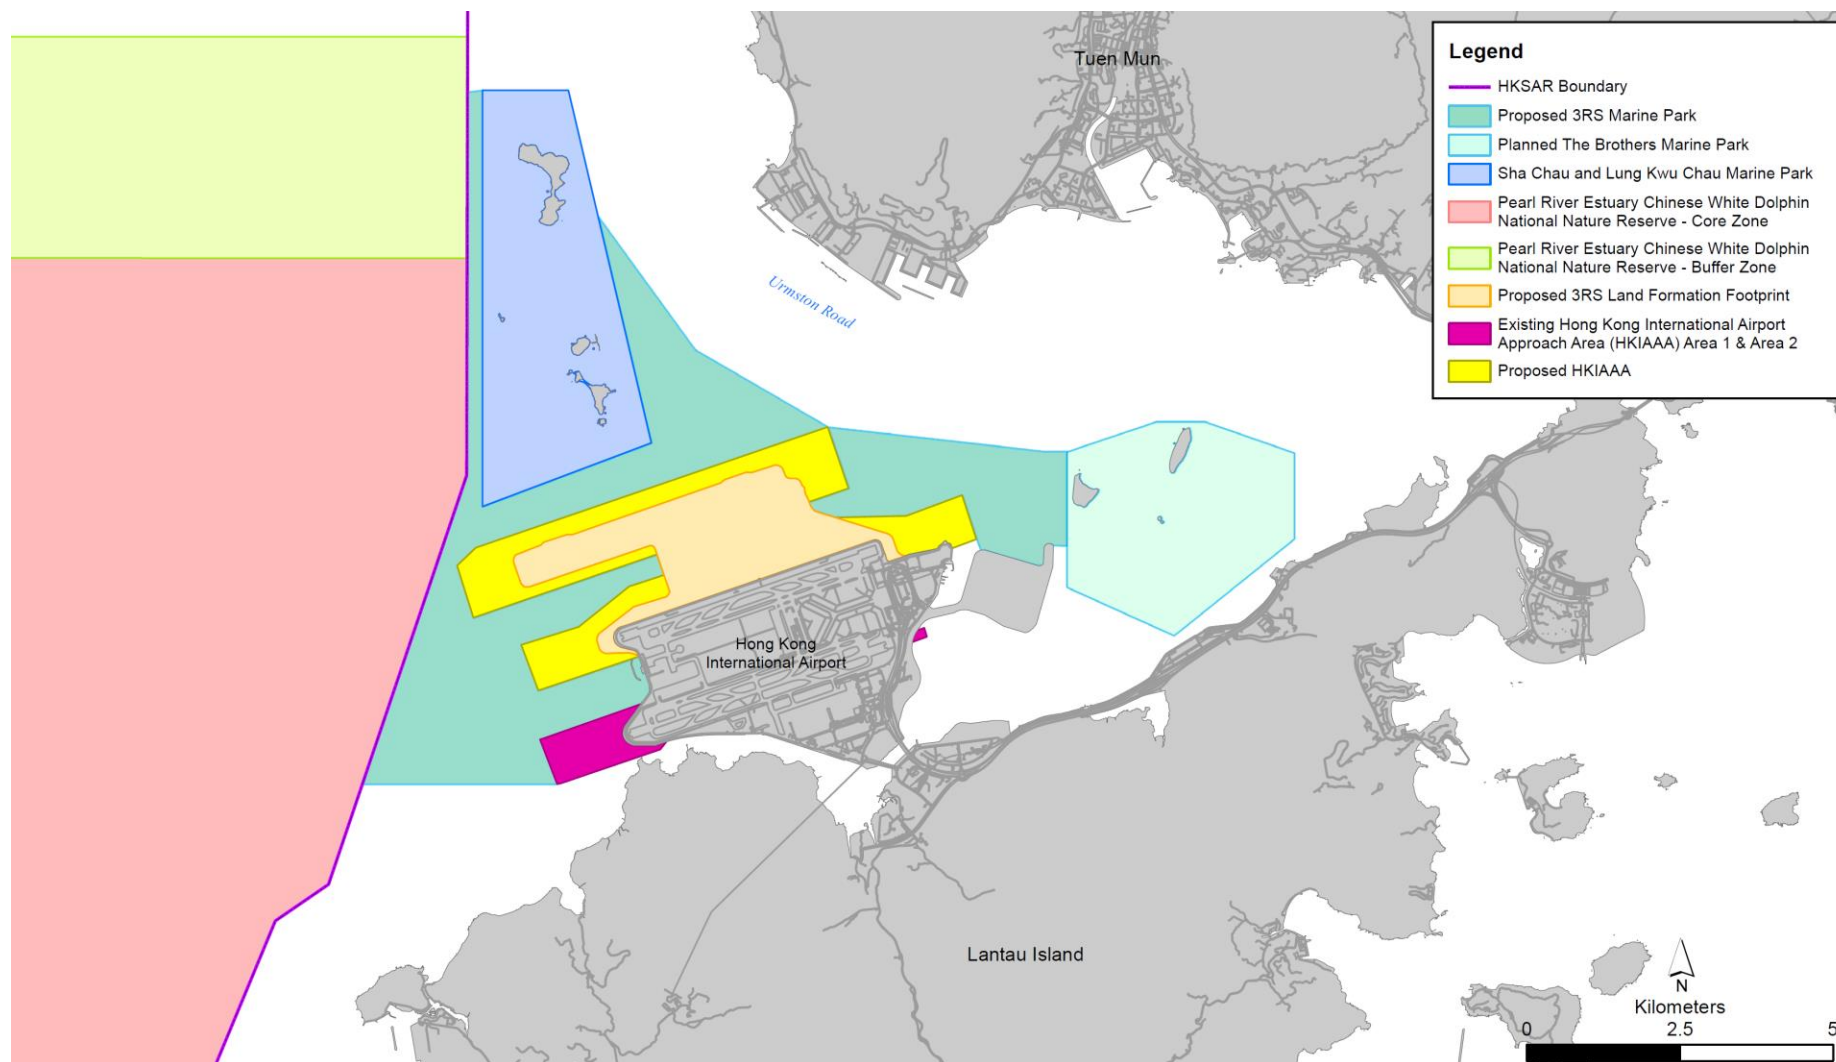 Tuen Mun
Legend
HKSAR Boundary
Proposed 3RS Marine Park
Planned The Brothers Marine Park
Sha Chau and Lung Kwu Chau Marine Park
Pearl River Estuary Chinese White Dolphin
National Nature Reserve - Core Zone
Pearl River Estuary Chinese White Dolphin
National Nature Reserve - Buffer Zone
Proposed 3RS Land Formation Footprint
Existing Hong Kong International Airport
Approach Area (HKIAAA) Area 1 & Area 2
Proposed HKIAAA
Urmston Road
Hong Kong
International Airport
Lantau Island
N
Kilometers
0 2.5 5